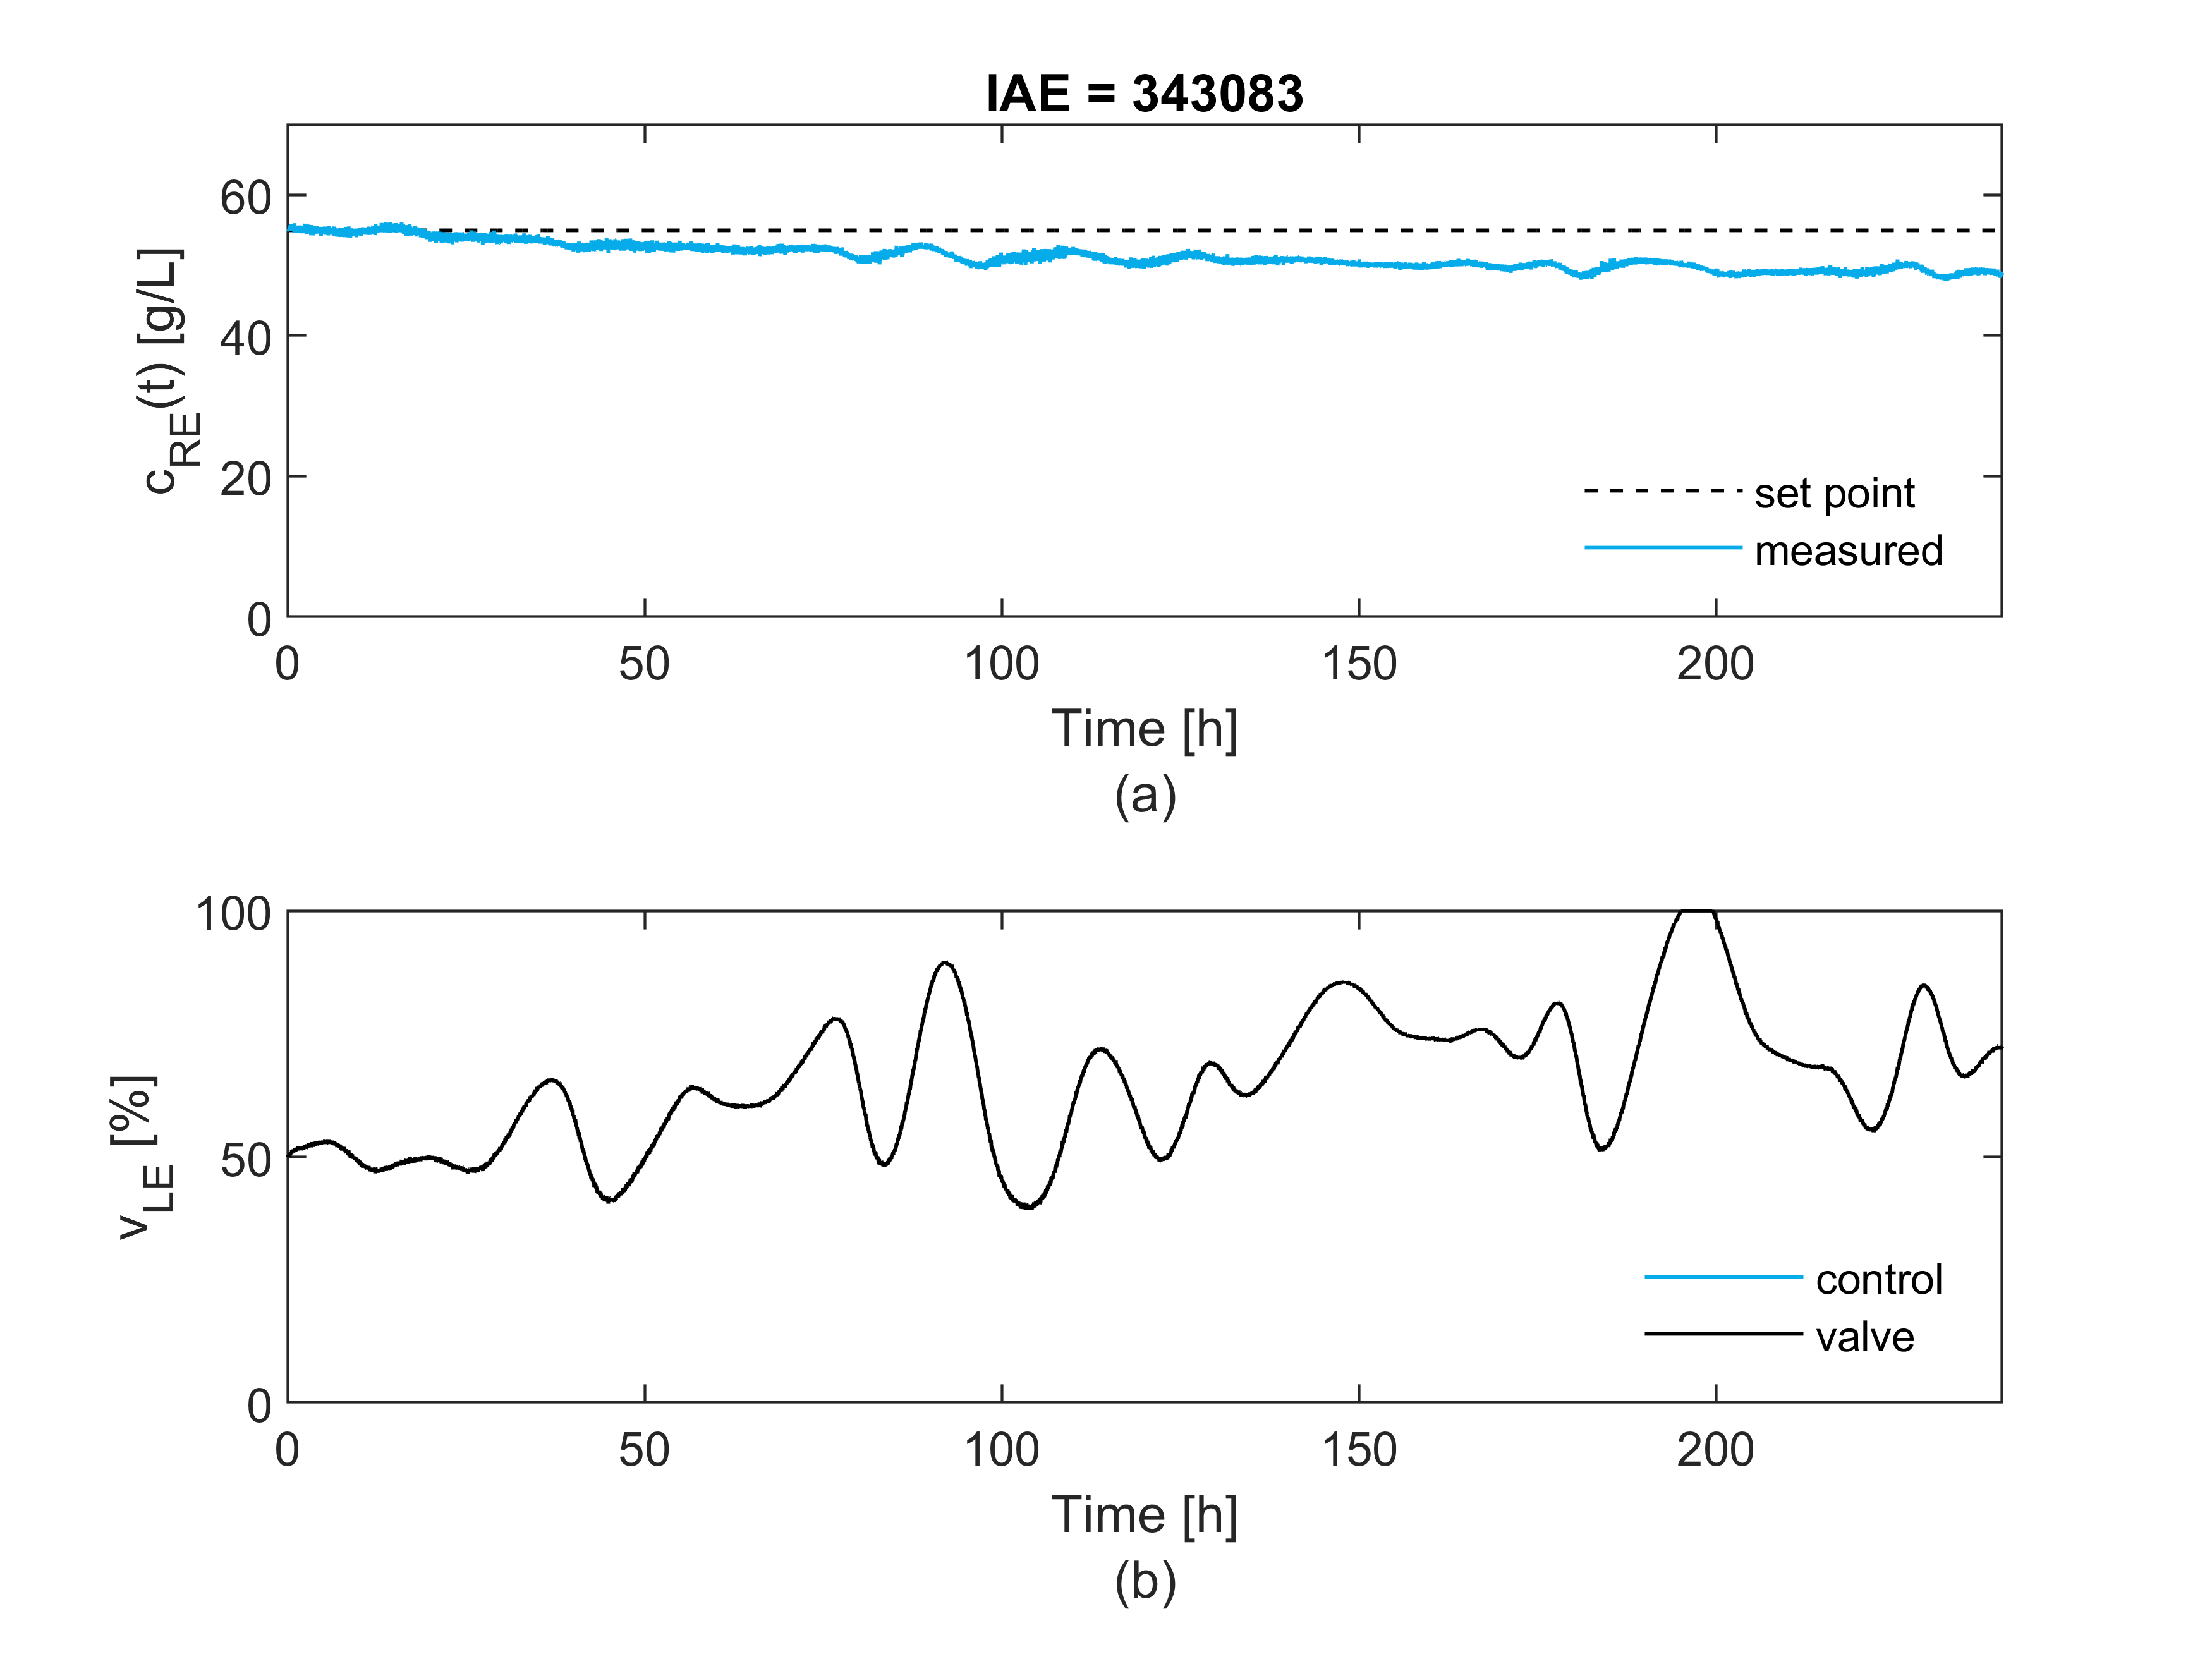 IAE = 343083
60
40
20
0
c_RE(t) [g/L]
set point
measured
0 50 100 150 200
Time [h]
(a)
100
50
0
v_LE [%]
control
valve
0 50 100 150 200
Time [h]
(b)